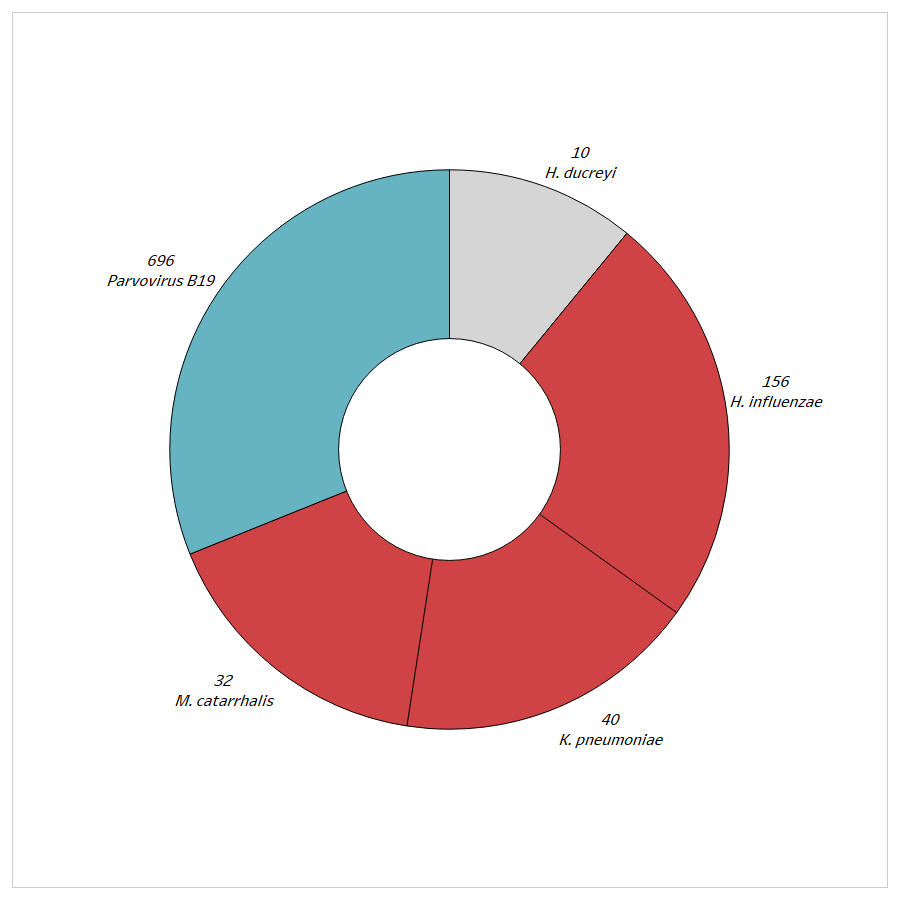 10
H. ducreyi
696
Parvovirus B19
156
H. influenzae
32
M. catarrhalis
40
K. pneumoniae